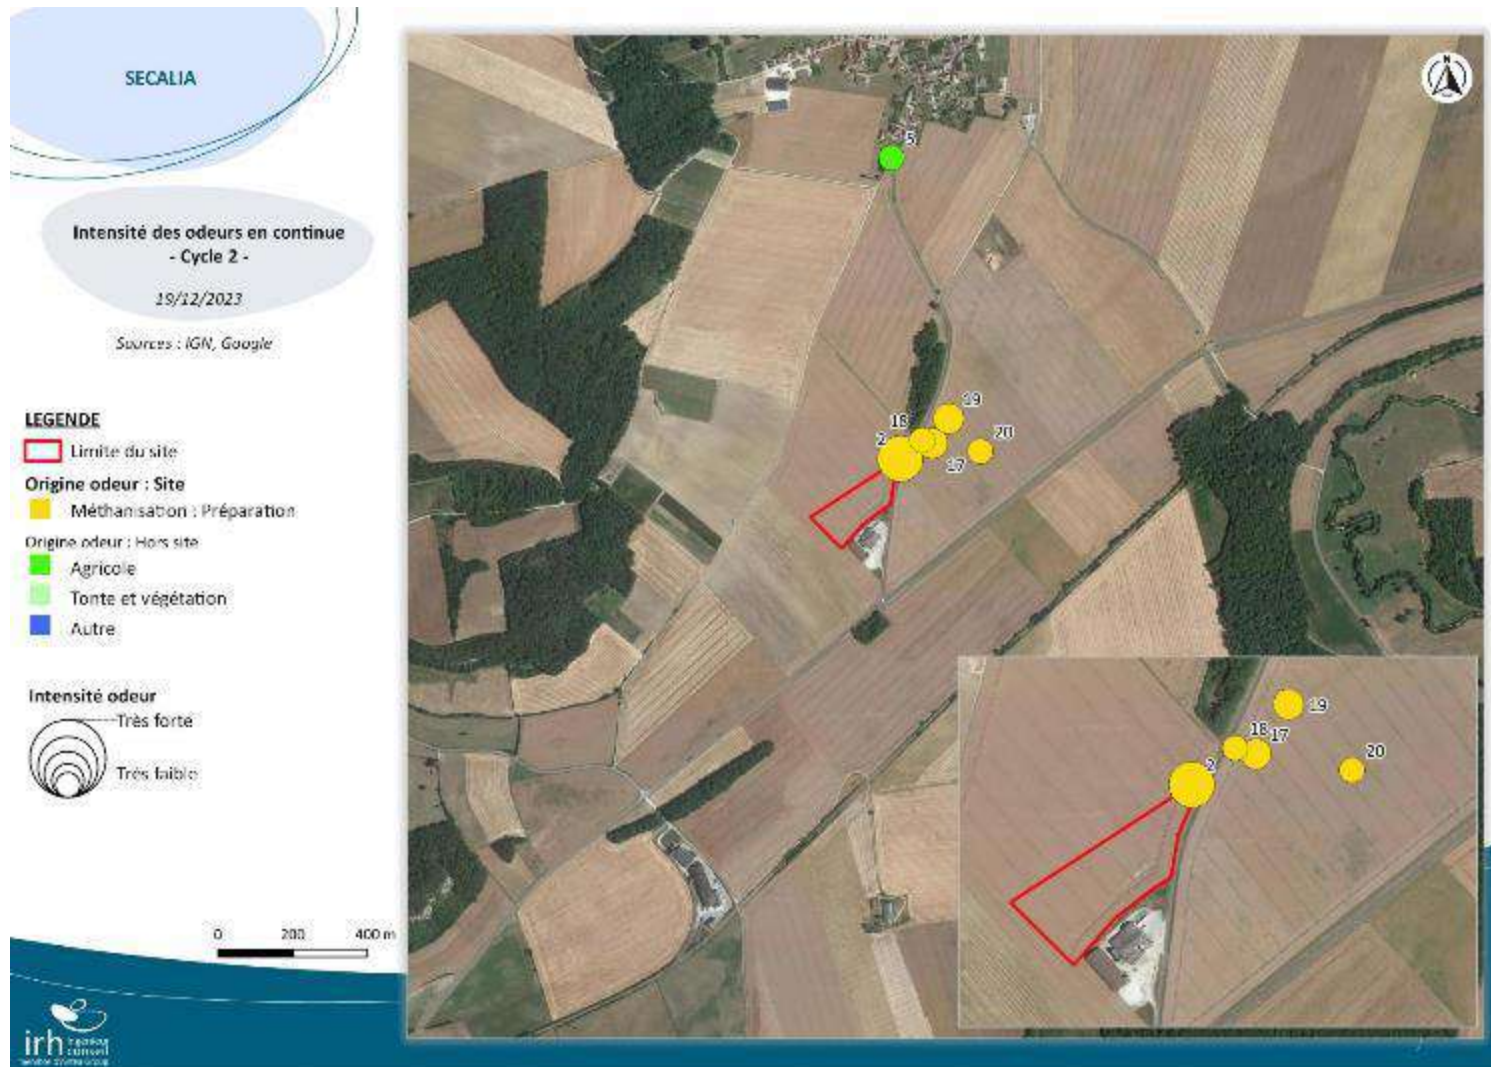 SECALIA
Intensité des odeurs en continue
- Cycle 2 -
19/12/2023
Sources : IGN, Google
LEGENDE
Limite du site
Origine odeur : Site
Méthanisation : Préparation
Origine odeur : Hors site
Agricole
Tonte et végétation
Autre
Intensité odeur
Très forte
Très faible
0 200 400 m
irh ingénieur
conseil
N
5
19
18
2
20
17
19
18 17
20
2